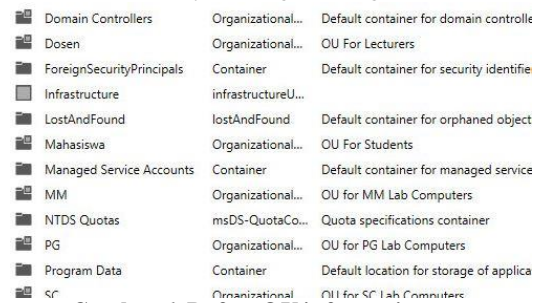 Domain Controllers Organizational... Default container for domain controlle
Dosen Organizational... OU For Lecturers
ForeignSecurityPrincipals Container Default container for security identifie
Infrastructure infrastructureU...
LostAndFound lostAndFound Default container for orphaned object
Mahasiswa Organizational... OU For Students
Managed Service Accounts Container Default container for managed service
MM Organizational... OU for MM Lab Computers
NTDS Quotas msDS-QuotaCo... Quota specifications container
PG Organizational... OU for PG Lab Computers
Program Data Container Default location for storage of applica
SC Organizational... OU for SC Lab Computers